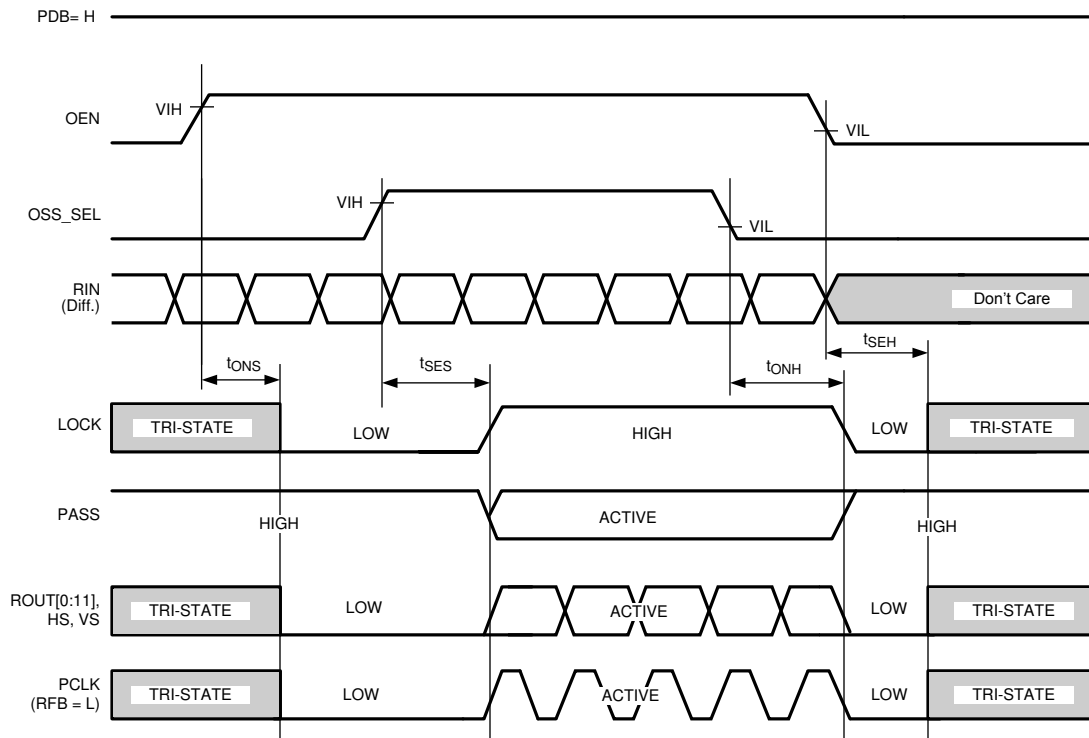 PDB= H
VIH
OEN
VIL
VIH
OSS_SEL
VIL
RIN
(Diff.)
Don't Care
tONS
tSES
tONH
tSEH
LOCK
TRI-STATE
LOW
HIGH
LOW
TRI-STATE
PASS
HIGH
ACTIVE
HIGH
ROUT[0:11],
HS, VS
TRI-STATE
LOW
ACTIVE
LOW
TRI-STATE
PCLK
(RFB = L)
TRI-STATE
LOW
ACTIVE
LOW
TRI-STATE